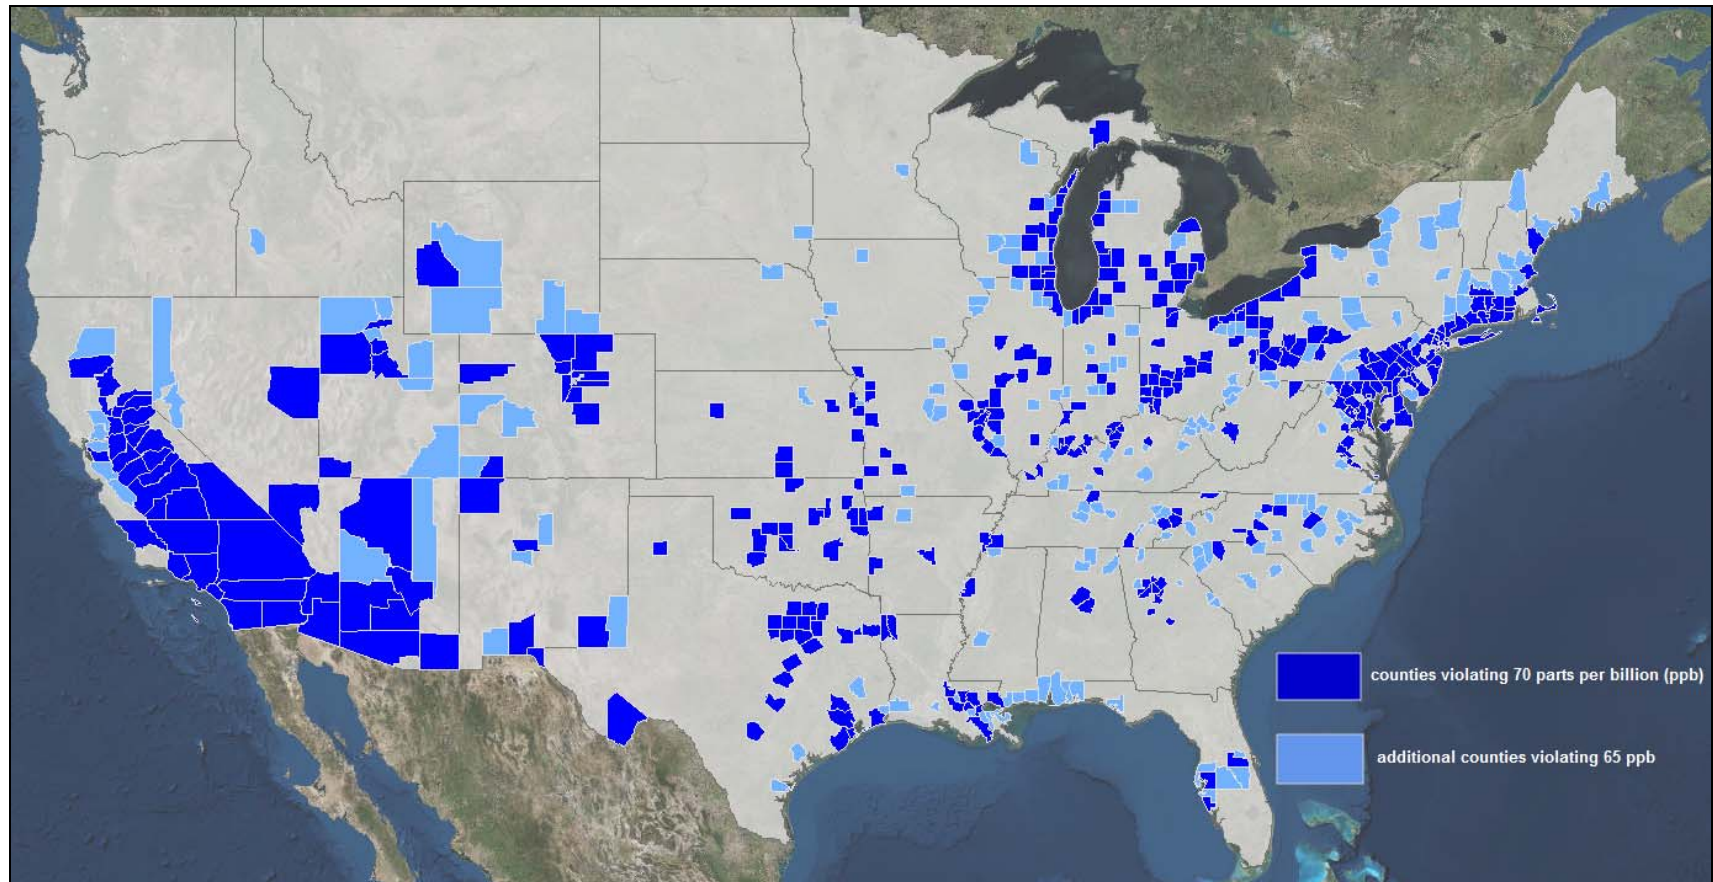 counties violating 70 parts per billion (ppb)
additional counties violating 65 ppb